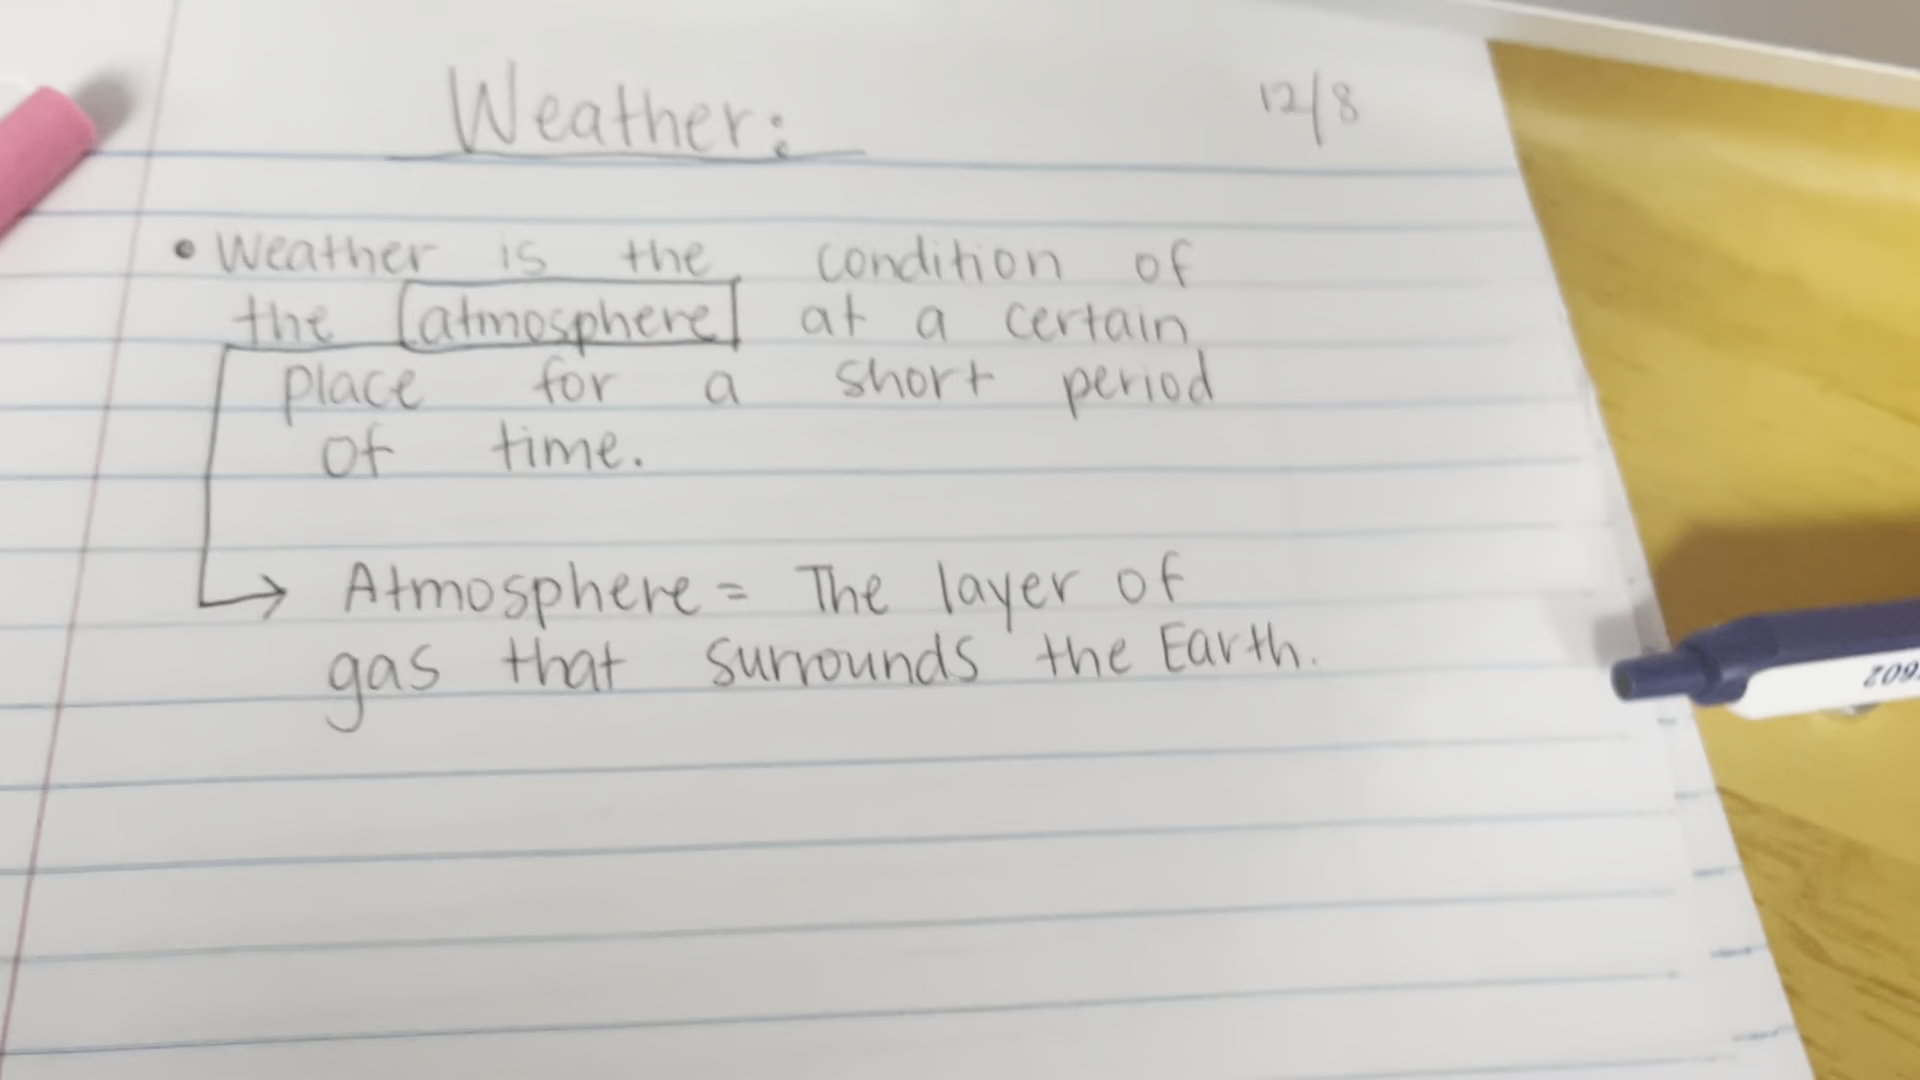 Weather:
12/8
• Weather is the condition of
the atmosphere at a certain
place for a short period
of time.
→ Atmosphere = The layer of
gas that surrounds the Earth.